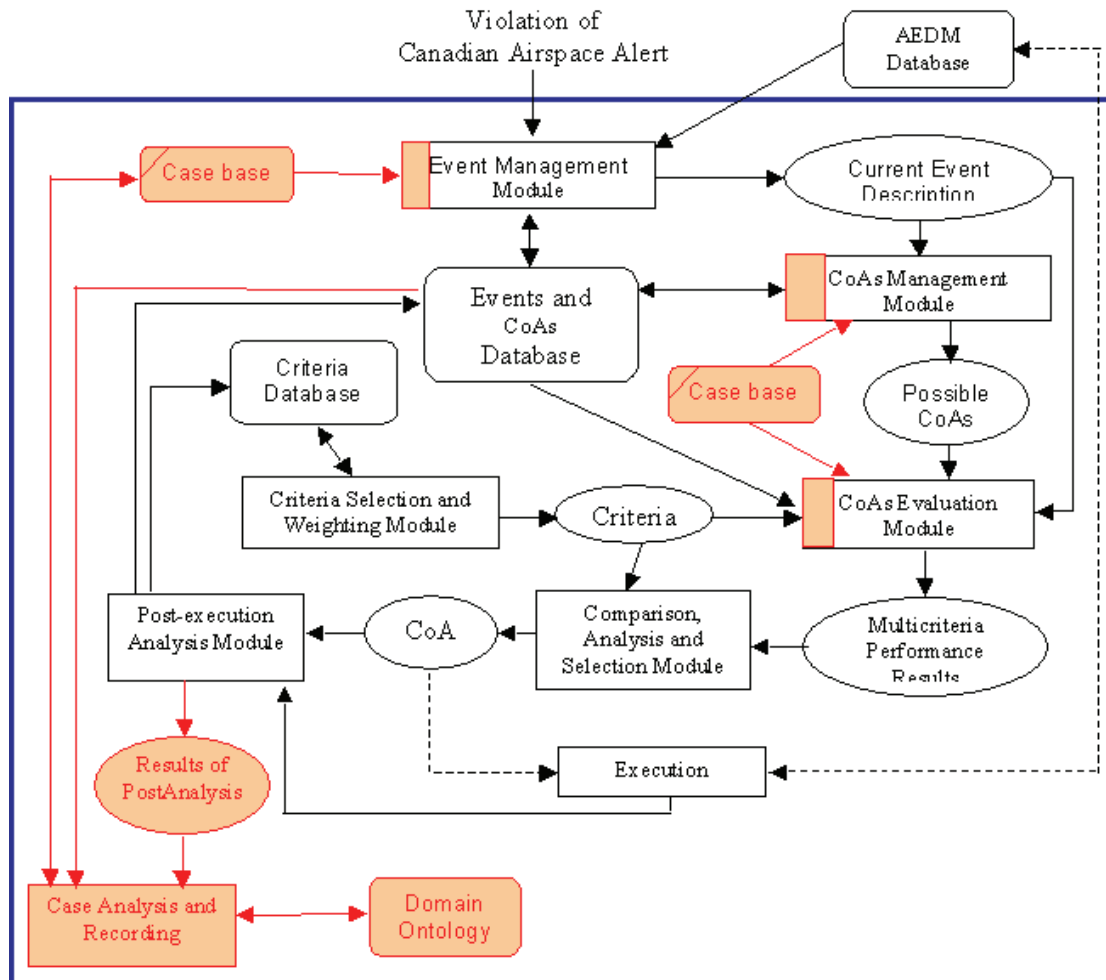 Violation of
Canadian Airspace Alert
AEDM
Database
Case base
Event Management
Module
Current Event
Description
Events and
CoAs
Database
CoAs Management
Module
Criteria
Database
Case base
Possible
CoAs
Criteria Selection and
Weighting Module
Criteria
CoAs Evaluation
Module
Post-execution
Analysis Module
CoA
Comparison,
Analysis and
Selection Module
Multicriteria
Performance
Results
Results of
PostAnalysis
Execution
Case Analysis and
Recording
Domain
Ontology